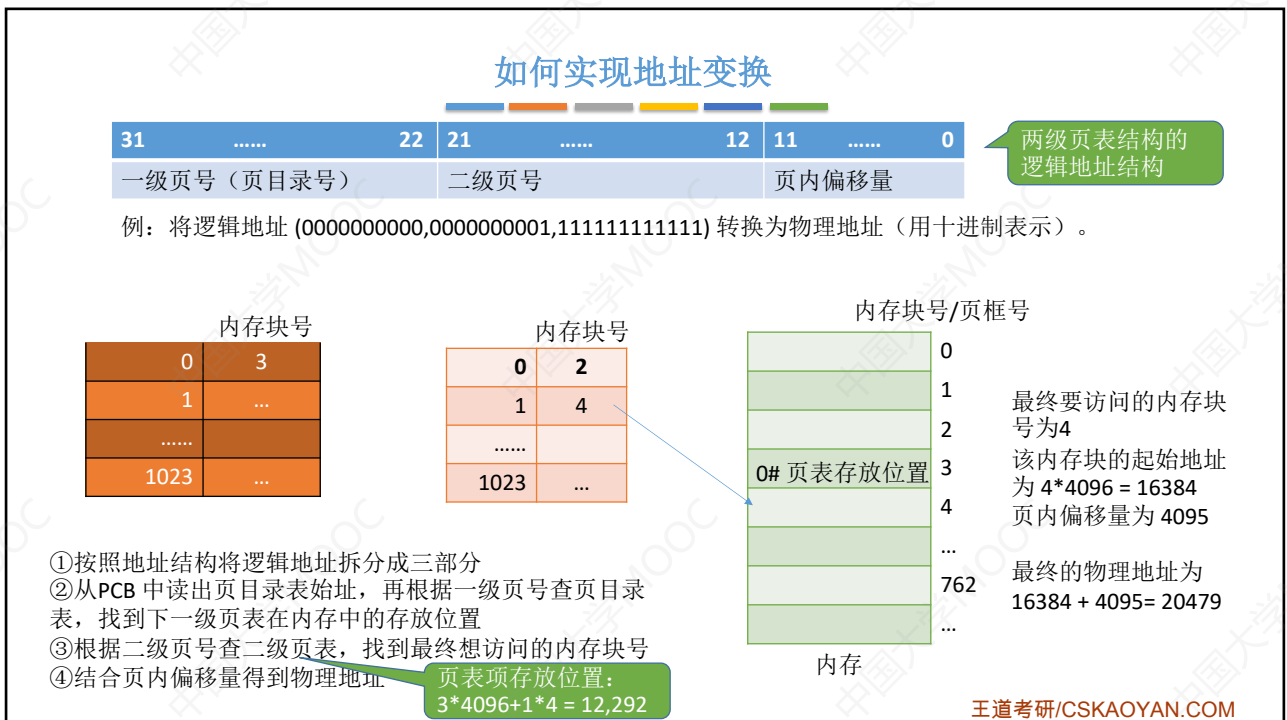 如何实现地址变换
31 …… 22 21 …… 12 11 …… 0
一级页号（页目录号） 二级页号 页内偏移量
两级页表结构的
逻辑地址结构
例：将逻辑地址 (0000000000,0000000001,111111111111) 转换为物理地址（用十进制表示）。
内存块号
0 3
1 …
……
1023 …
内存块号
0 2
1 4
……
1023 …
内存块号/页框号
0
1
2
0# 页表存放位置 3
4
…
762
…
内存
最终要访问的内存块
号为4
该内存块的起始地址
为 4*4096 = 16384
页内偏移量为 4095
最终的物理地址为
16384 + 4095= 20479
①按照地址结构将逻辑地址拆分成三部分
②从PCB 中读出页目录表始址，再根据一级页号查页目录
表，找到下一级页表在内存中的存放位置
③根据二级页号查二级页表，找到最终想访问的内存块号
④结合页内偏移量得到物理地址
页表项存放位置：
3*4096+1*4 = 12,292
王道考研/CSKAOYAN.COM
中国大学MOOC